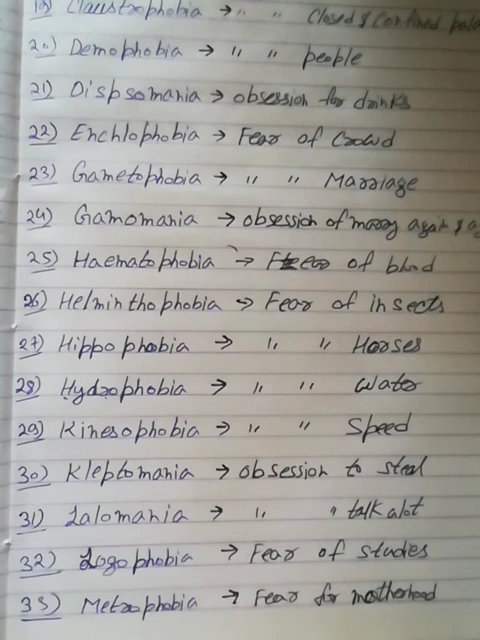 19) Claustrophobia → " " Closed & Confined
20) Demophobia → " " people
21) Dispsomania → obsession for drinks
22) Enchlophobia → Fear of Crowd
23) Gametophobia → " " Marriage
24) Gamomania → obsession of marry again &
25) Haematophobia → Fear of blood
26) Helminthophobia → Fear of insects
27) Hippophobia → " " Horses
28) Hydrophobia → " " Water
29) Kinesophobia → " " Speed
30) Kleptomania → obsession to steal
31) Lalomania → " " talk alot
32) Logophobia → Fear of studies
33) Metrophobia → Fear for motherhood